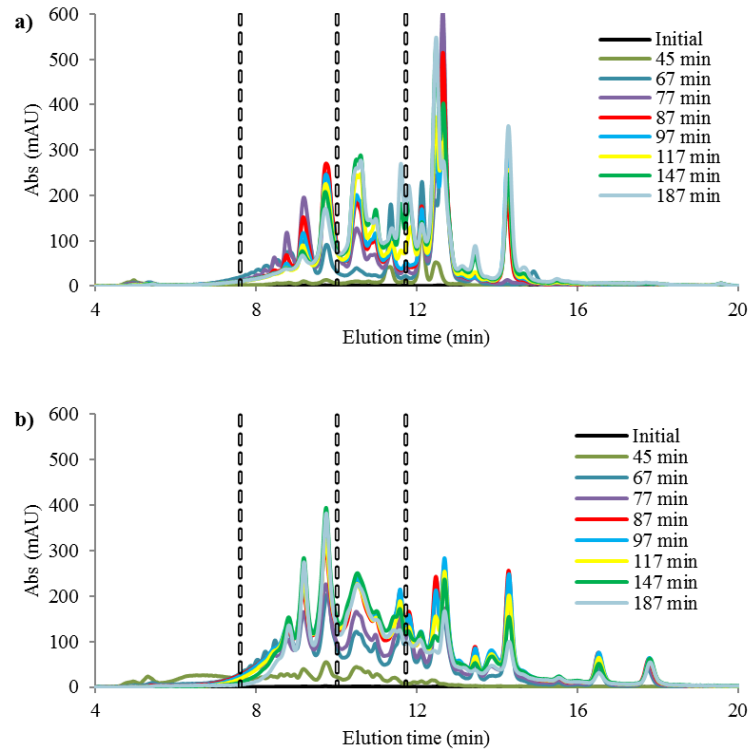 a)
600
500
400
300
200
100
0
Abs (mAU)
4 8 12 16 20
Elution time (min)
Initial
45 min
67 min
77 min
87 min
97 min
117 min
147 min
187 min
b)
600
500
400
300
200
100
0
Abs (mAU)
4 8 12 16 20
Elution time (min)
Initial
45 min
67 min
77 min
87 min
97 min
117 min
147 min
187 min